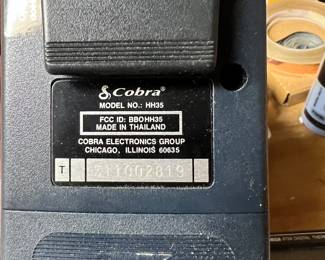 Cobra®
MODEL NO.: HH35
FCC ID: BBOHH35
MADE IN THAILAND
COBRA ELECTRONICS GROUP
CHICAGO, ILLINOIS 60635
T 211002819